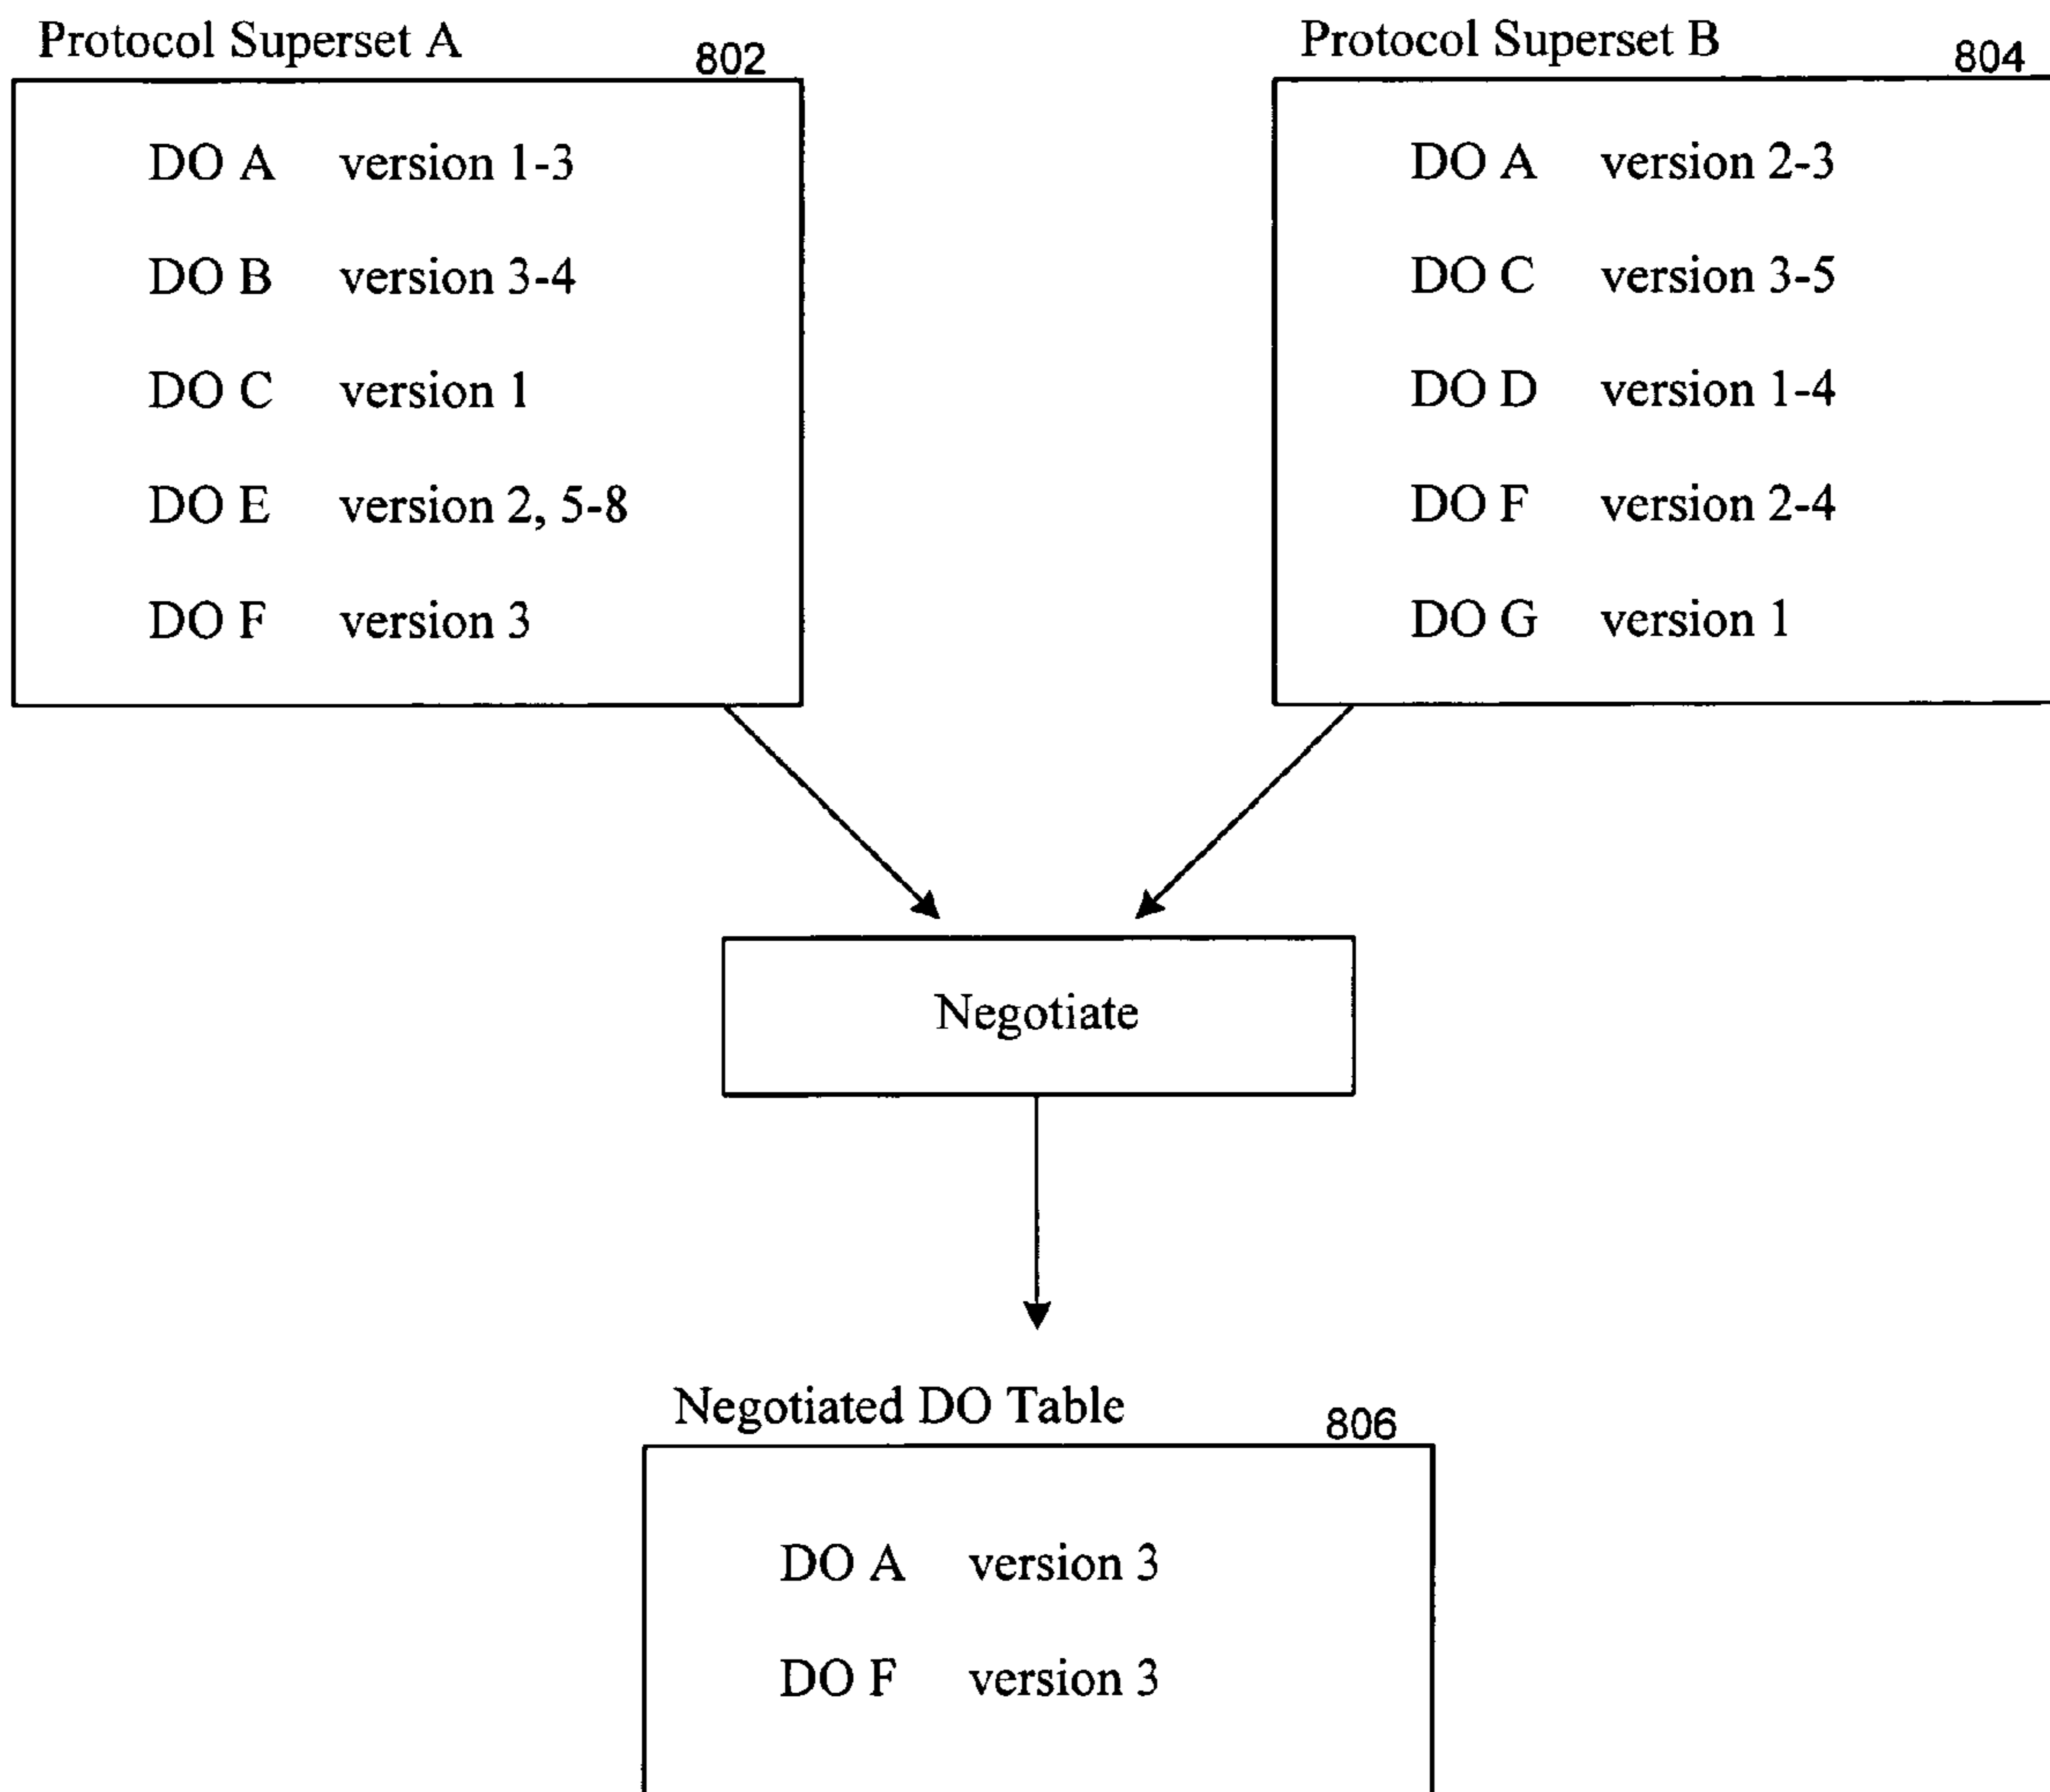 Protocol Superset A
802
DO A version 1-3
DO B version 3-4
DO C version 1
DO E version 2, 5-8
DO F version 3
Protocol Superset B
804
DO A version 2-3
DO C version 3-5
DO D version 1-4
DO F version 2-4
DO G version 1
Negotiate
Negotiated DO Table
806
DO A version 3
DO F version 3